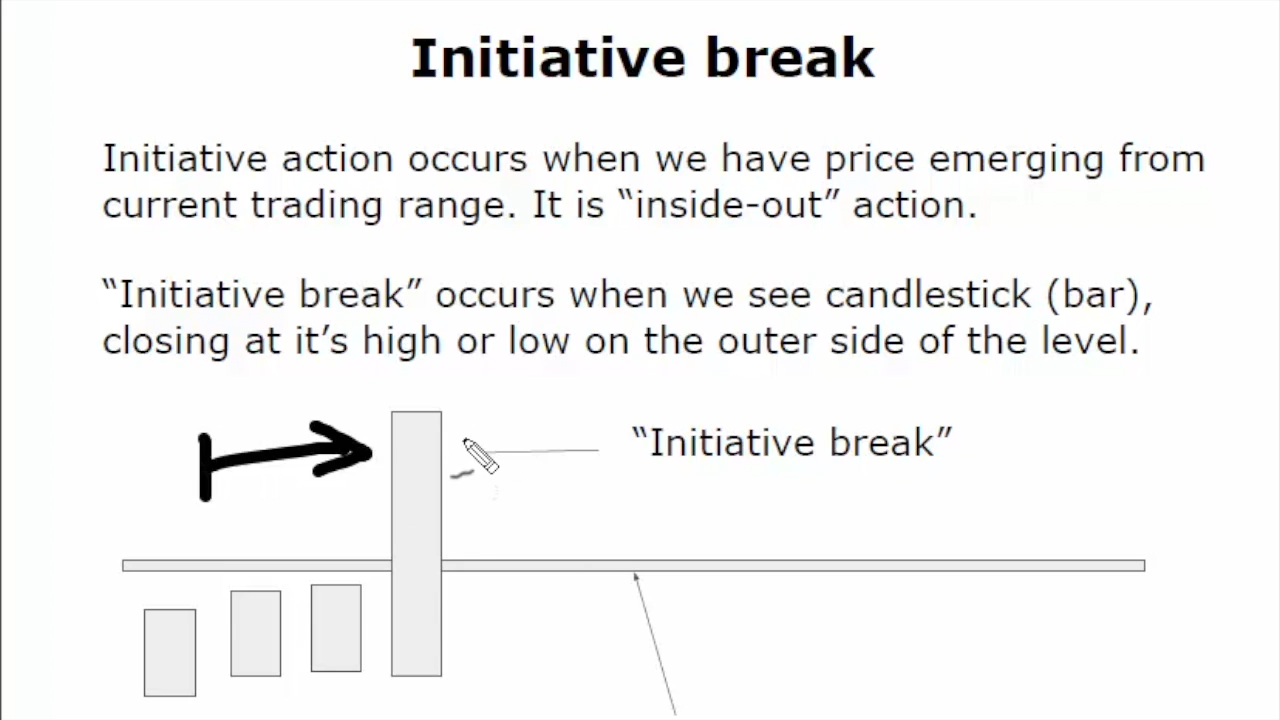 Initiative break
Initiative action occurs when we have price emerging from
current trading range. It is “inside-out” action.
“Initiative break” occurs when we see candlestick (bar),
closing at it’s high or low on the outer side of the level.
“Initiative break”